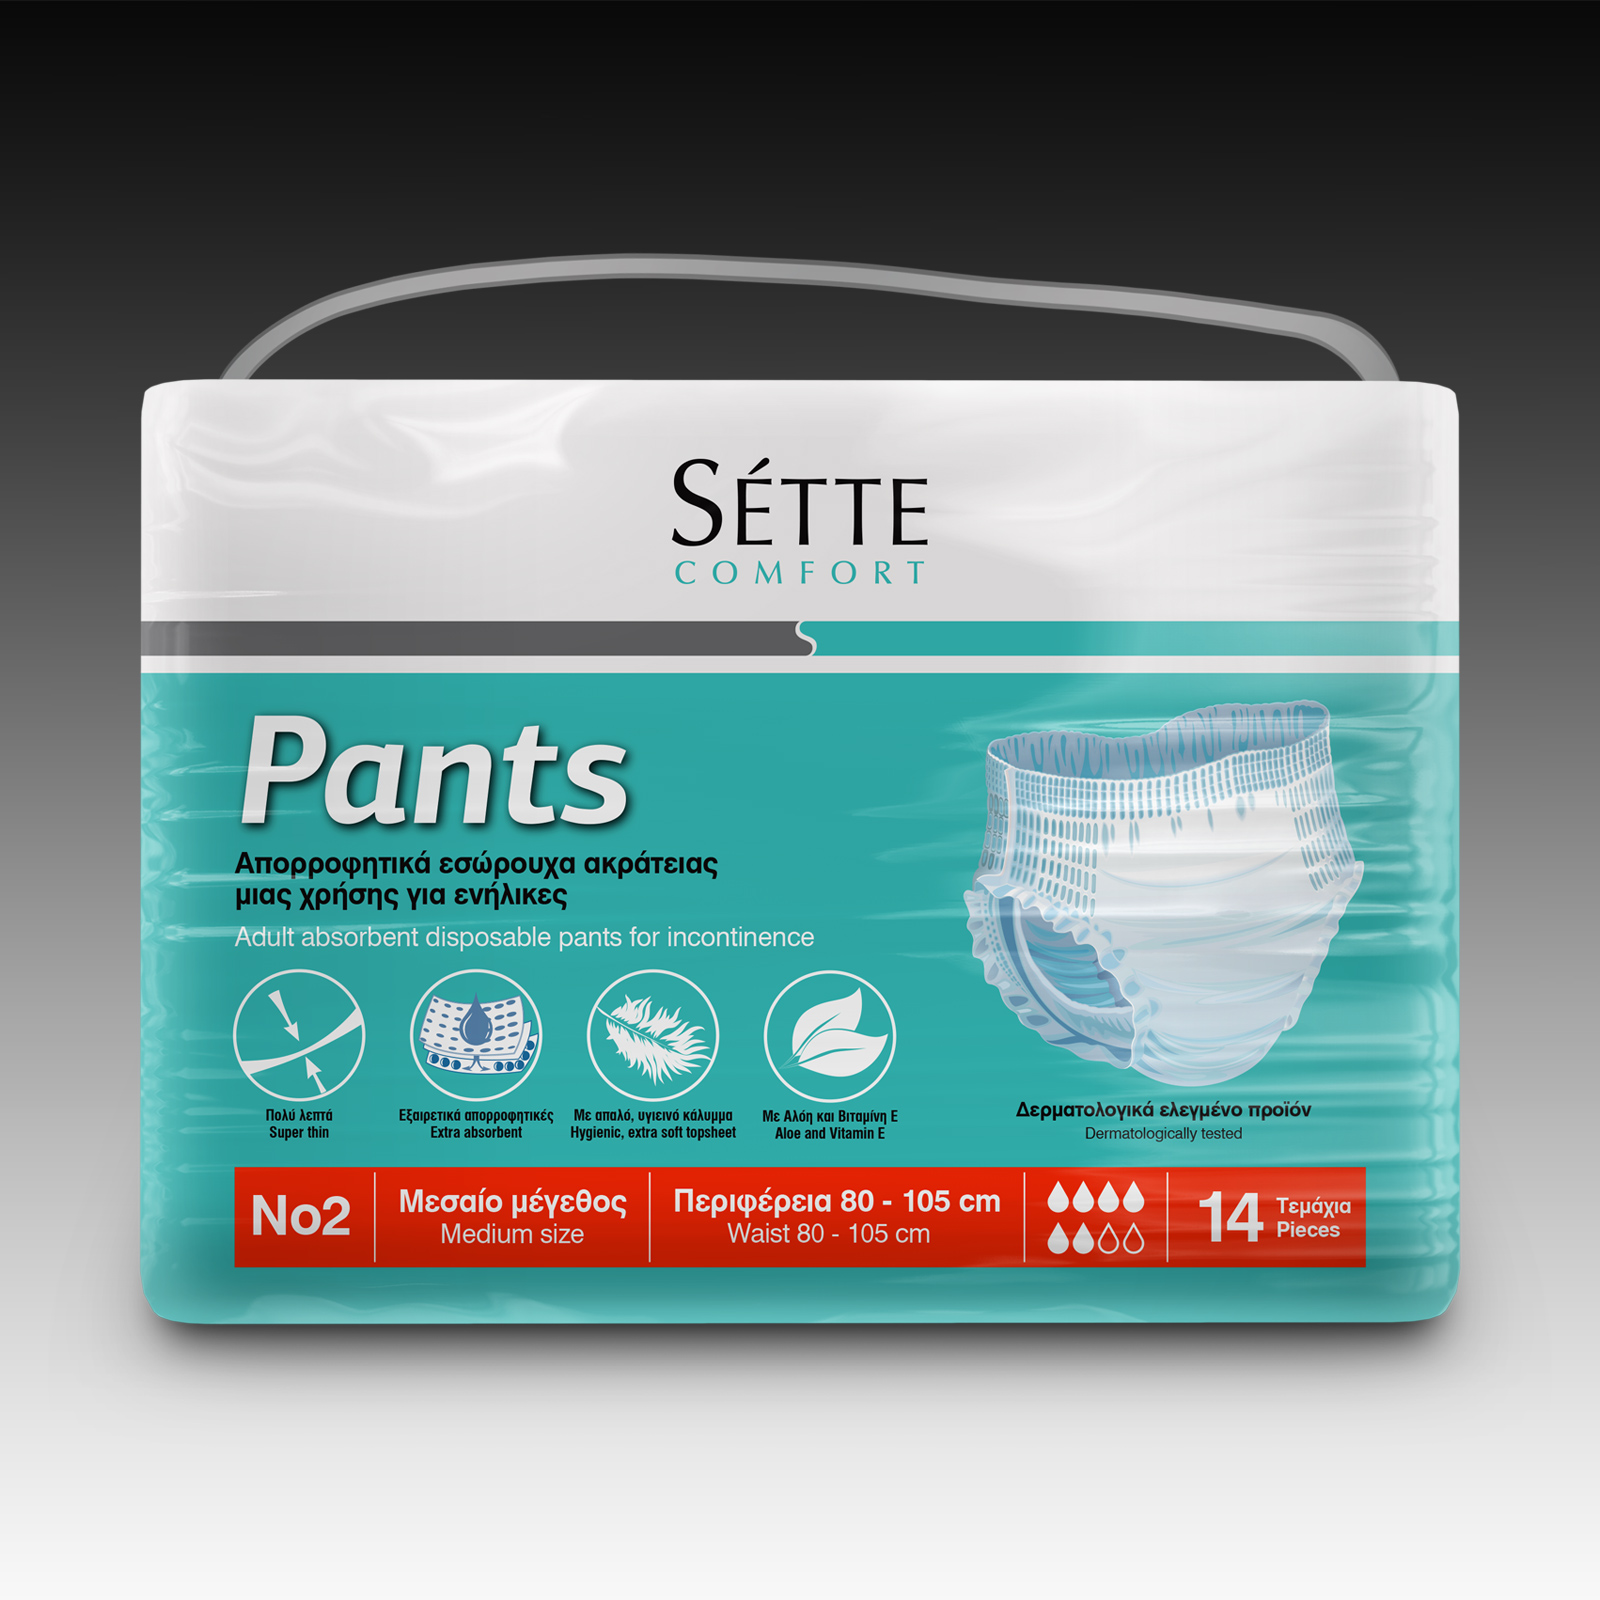 SÉTTE
COMFORT
Pants
Απορροφητικά εσώρουχα ακράτειας
μιας χρήσης για ενήλικες
Adult absorbent disposable pants for incontinence
Πολύ λεπτά
Super thin
Εξαιρετικά απορροφητικές
Extra absorbent
Με απαλό, υγιεινό κάλυμμα
Hygienic, extra soft topsheet
Με Αλόη και Βιταμίνη Ε
Aloe and Vitamin E
Δερματολογικά ελεγμένο προϊόν
Dermatologically tested
No2
Μεσαίο μέγεθος
Medium size
Περιφέρεια 80 - 105 cm
Waist 80 - 105 cm
14 Τεμάχια
Pieces